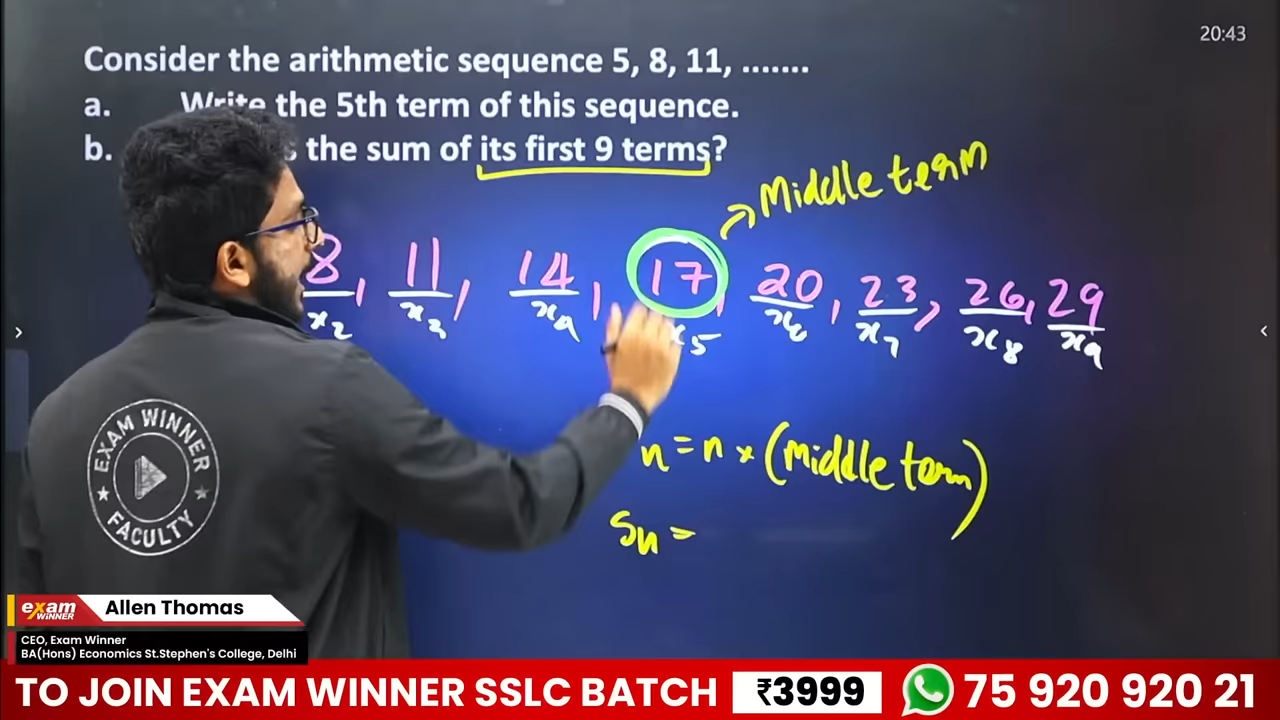 20:43
Consider the arithmetic sequence 5, 8, 11, .......
a. Write the 5th term of this sequence.
b. the sum of its first 9 terms?
Middle term
8, 11, 14, 17, 20, 23, 26, 29
x2 x3 x4 x5 x6 x7 x8 x9
n = n × (Middle term)
Sn =
EXAM WINNER
FACULTY
exam WINNER
Allen Thomas
CEO, Exam Winner
BA(Hons) Economics St.Stephen's College, Delhi
TO JOIN EXAM WINNER SSLC BATCH ₹3999 75 920 920 21